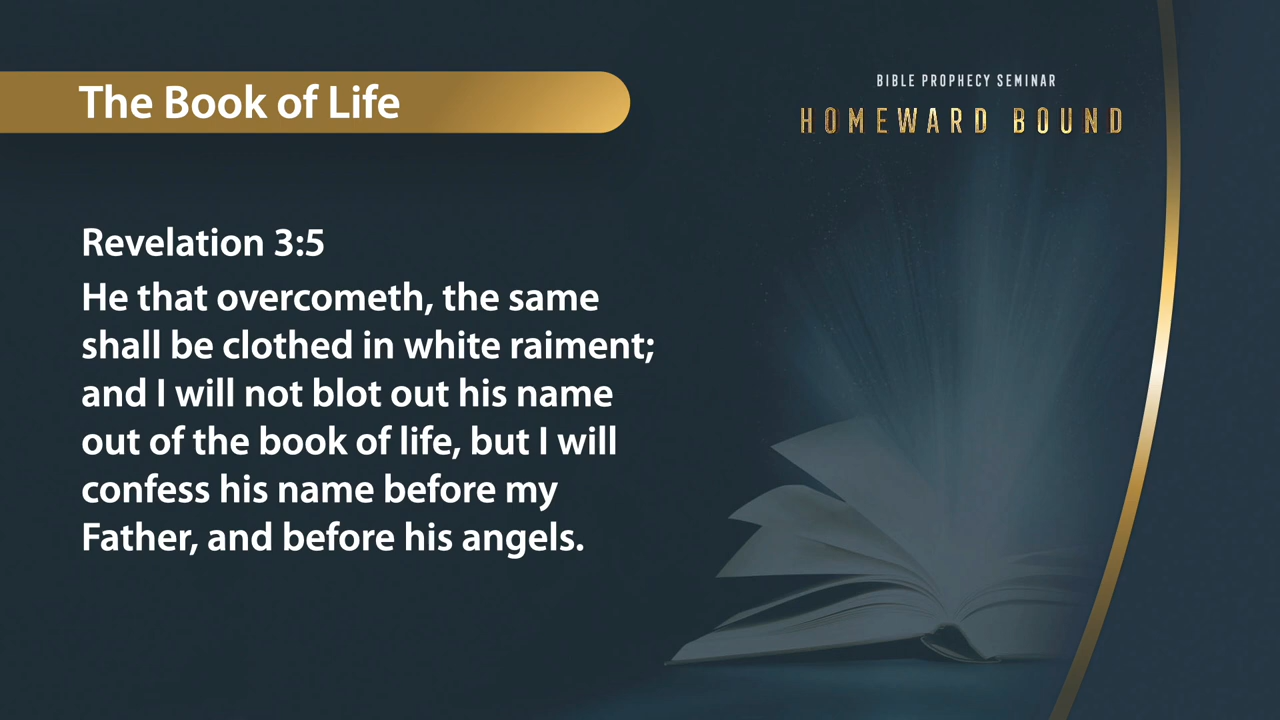 The Book of Life
BIBLE PROPHECY SEMINAR
HOMEWARD BOUND
Revelation 3:5
He that overcometh, the same
shall be clothed in white raiment;
and I will not blot out his name
out of the book of life, but I will
confess his name before my
Father, and before his angels.